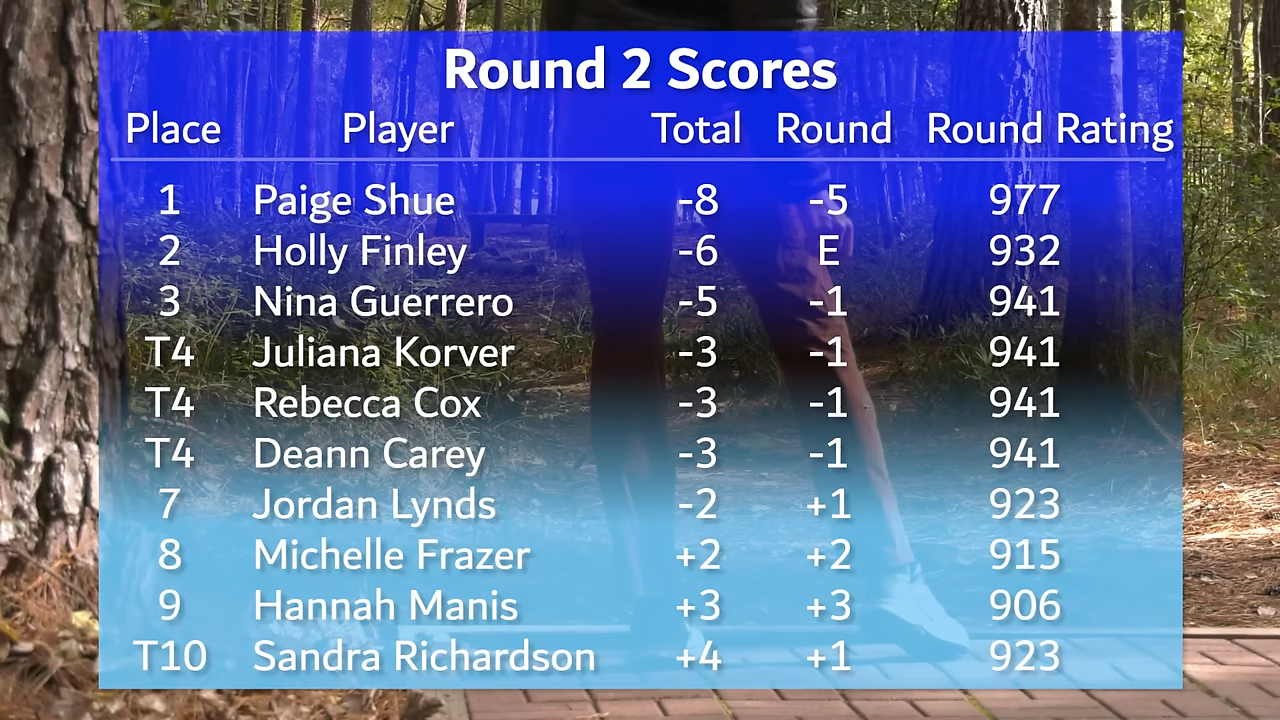 Round 2 Scores
Place Player Total Round Round Rating
1 Paige Shue -8 -5 977
2 Holly Finley -6 E 932
3 Nina Guerrero -5 -1 941
T4 Juliana Korver -3 -1 941
T4 Rebecca Cox -3 -1 941
T4 Deann Carey -3 -1 941
7 Jordan Lynds -2 +1 923
8 Michelle Frazer +2 +2 915
9 Hannah Manis +3 +3 906
T10 Sandra Richardson +4 +1 923